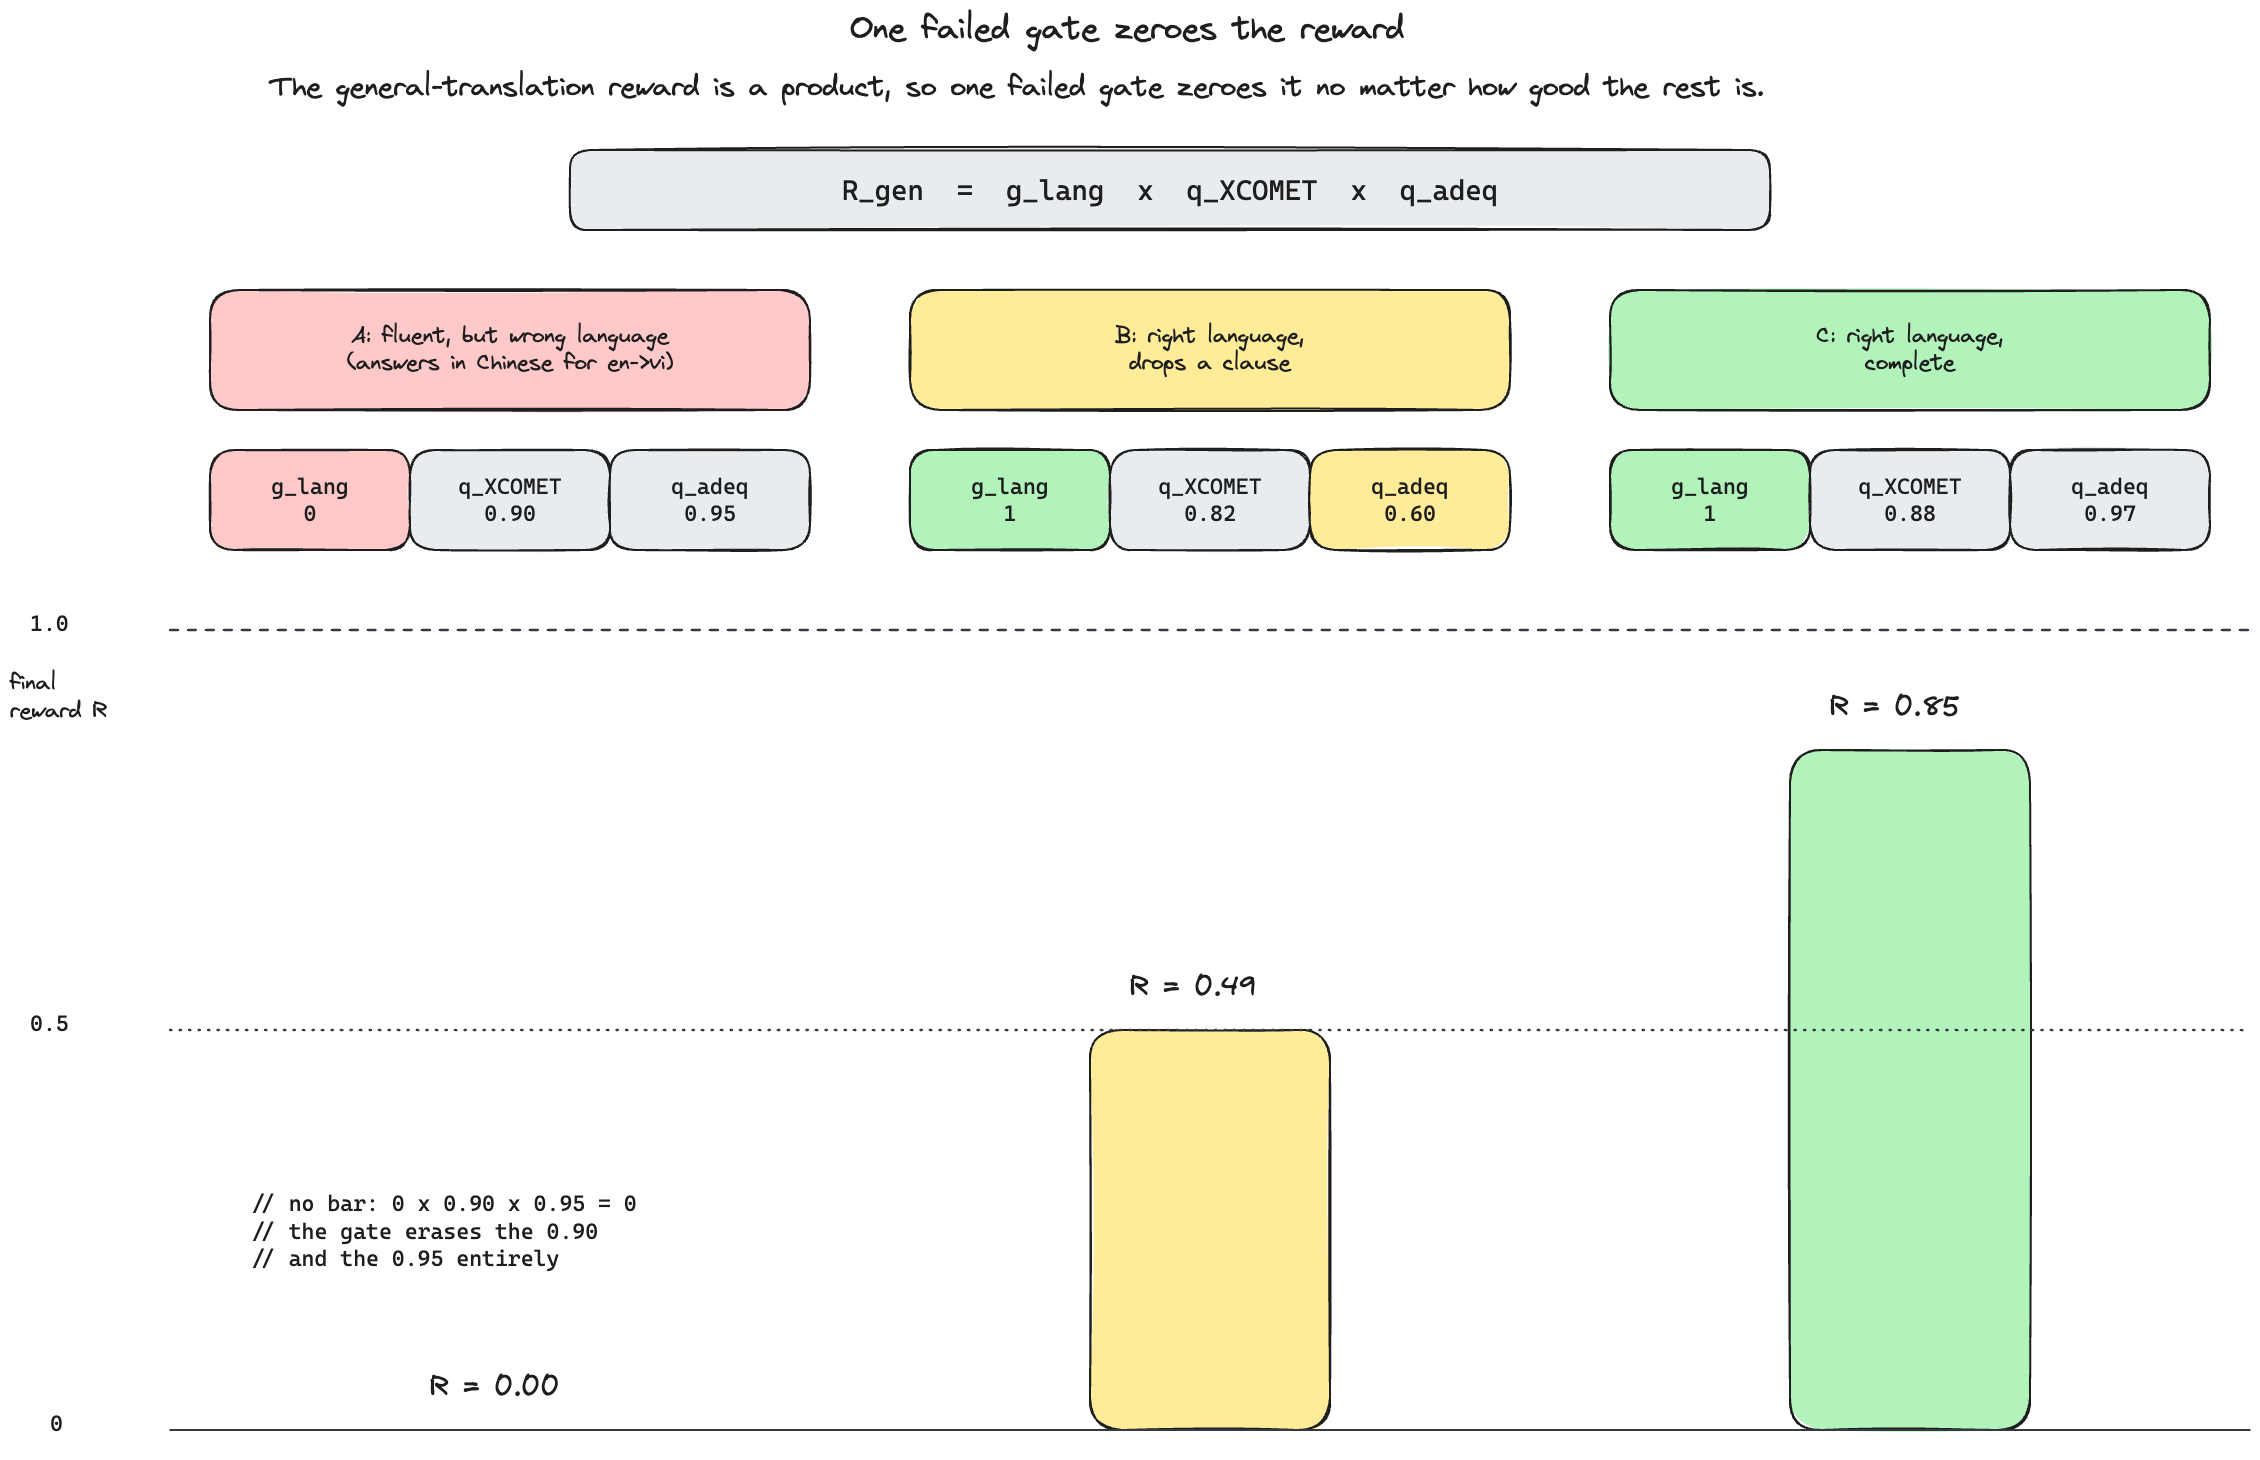 One failed gate zeroes the reward
The general-translation reward is a product, so one failed gate zeroes it no matter how good the rest is.
R_gen = g_lang x q_XCOMET x q_adeq
A: fluent, but wrong language
(answers in Chinese for en->vi)
B: right language,
drops a clause
C: right language,
complete
g_lang
0
q_XCOMET
0.90
q_adeq
0.95
g_lang
1
q_XCOMET
0.82
q_adeq
0.60
g_lang
1
q_XCOMET
0.88
q_adeq
0.97
1.0
final
reward R
R = 0.85
R = 0.49
0.5
// no bar: 0 x 0.90 x 0.95 = 0
// the gate erases the 0.90
// and the 0.95 entirely
R = 0.00
0